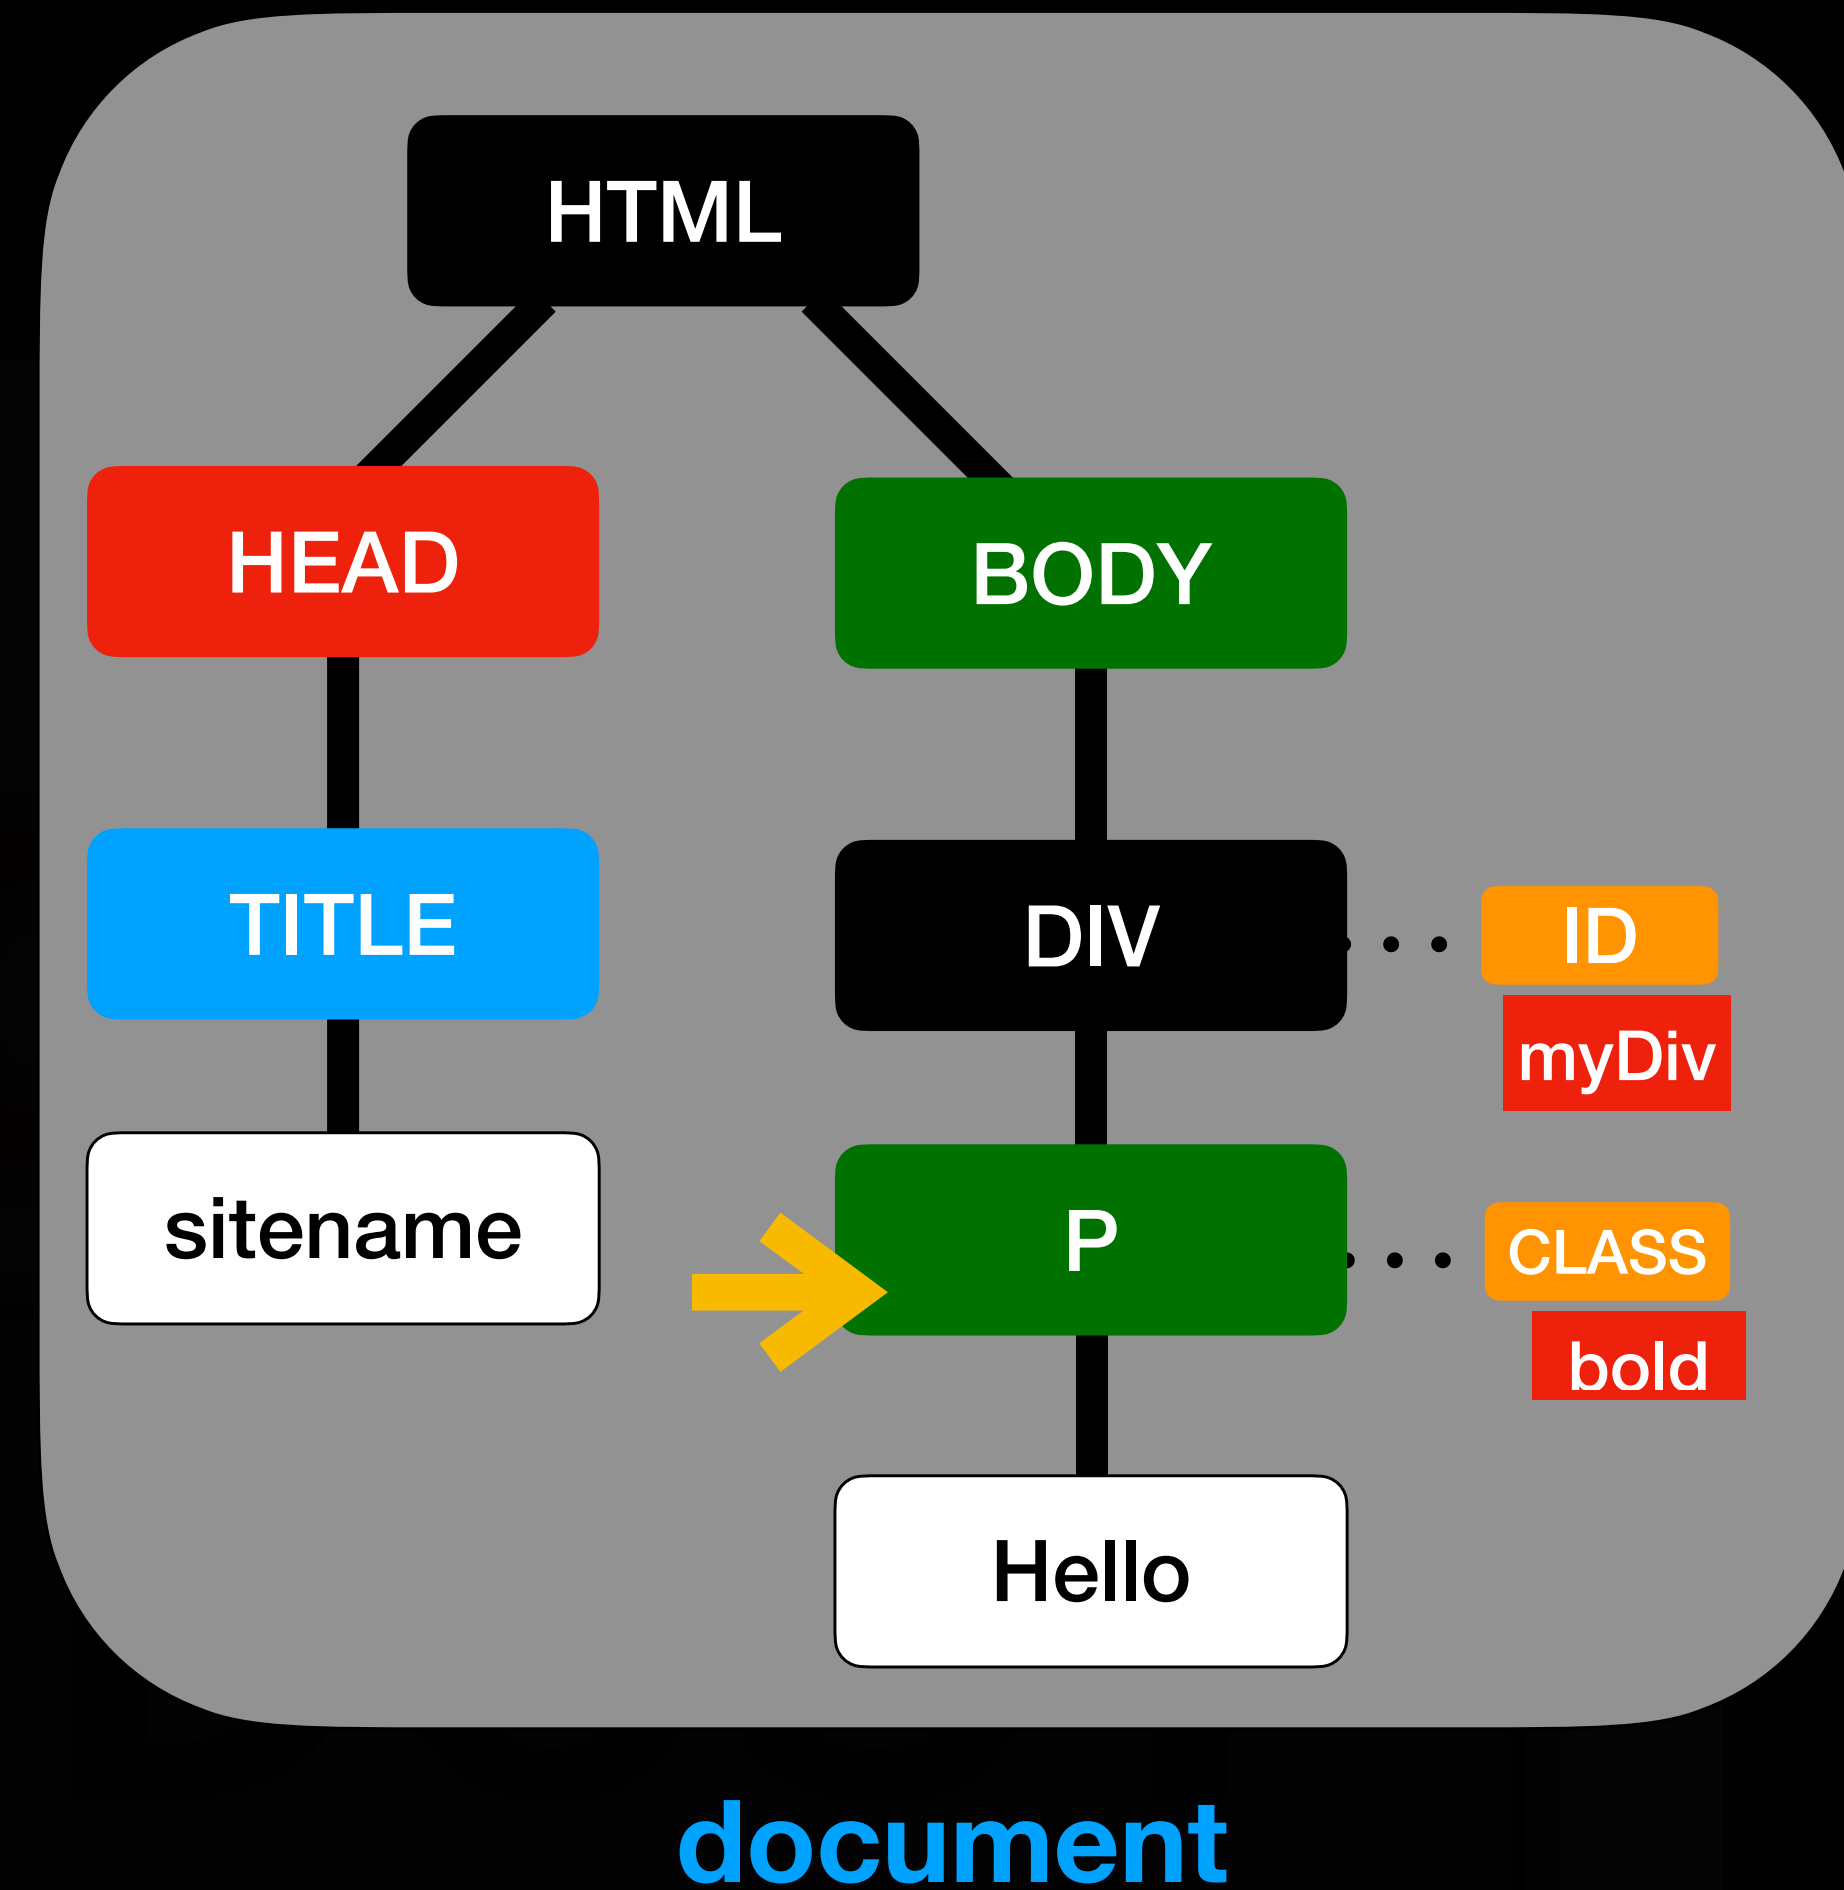 HTML
HEAD
BODY
TITLE
DIV
ID
myDiv
sitename
P
CLASS
bold
Hello
document